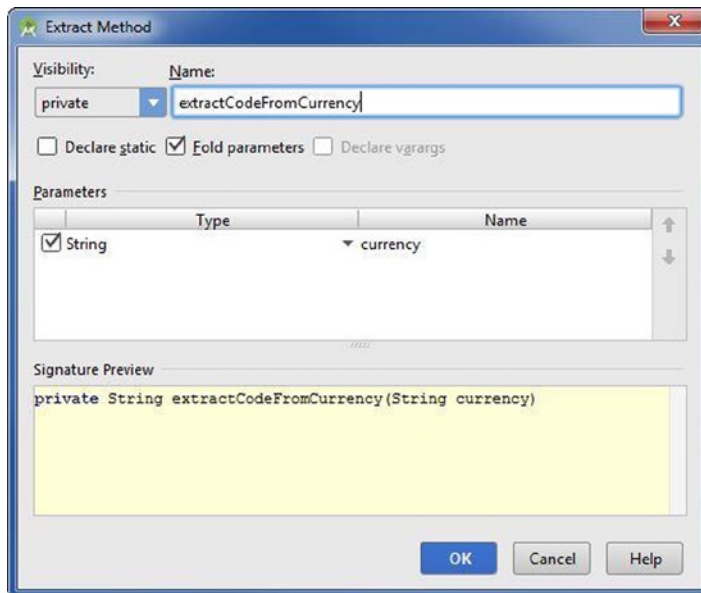 Extract Method
Visibility: Name:
private extractCodeFromCurrency
Declare static Fold parameters Declare varargs
Parameters
Type Name
String currency
Signature Preview
private String extractCodeFromCurrency(String currency)
OK Cancel Help